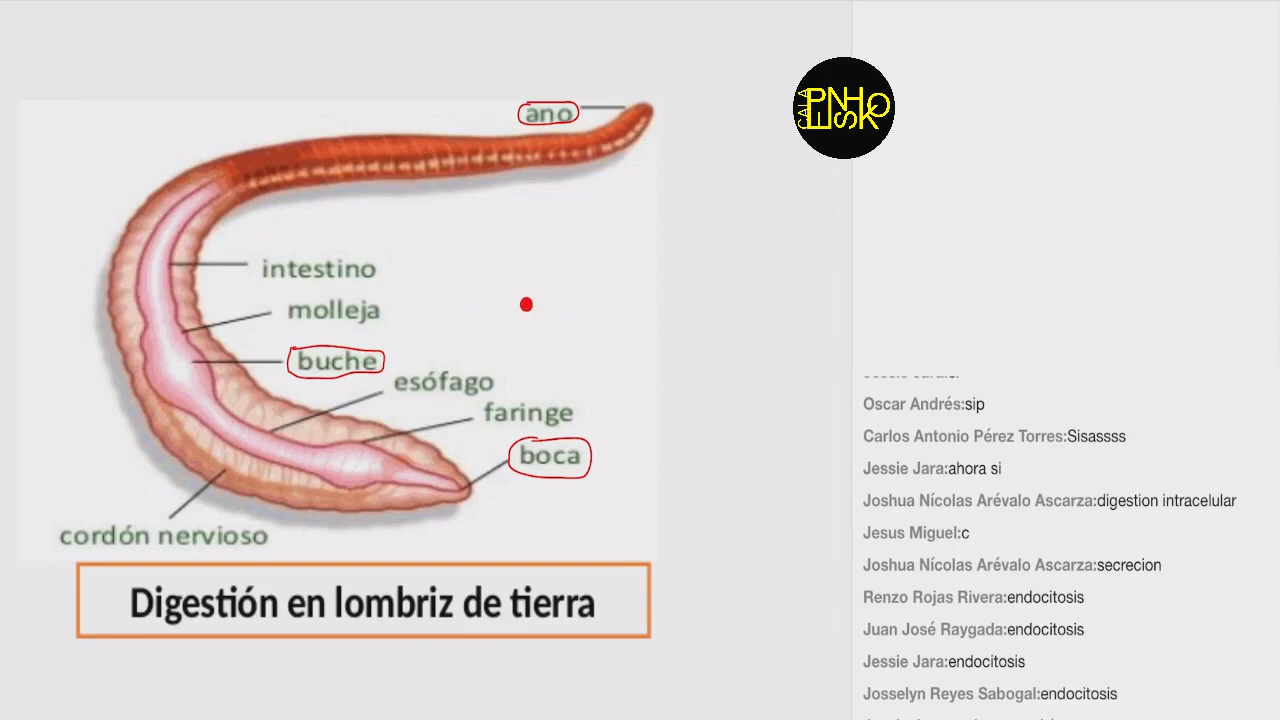 ano
intestino
molleja
buche
esófago
faringe
boca
cordón nervioso
Digestión en lombriz de tierra
Oscar Andrés:sip
Carlos Antonio Pérez Torres:Sisassss
Jessie Jara:ahora si
Joshua Nícolas Arévalo Ascarza:digestion intracelular
Jesus Miguel:c
Joshua Nícolas Arévalo Ascarza:secrecion
Renzo Rojas Rivera:endocitosis
Juan José Raygada:endocitosis
Jessie Jara:endocitosis
Josselyn Reyes Sabogal:endocitosis